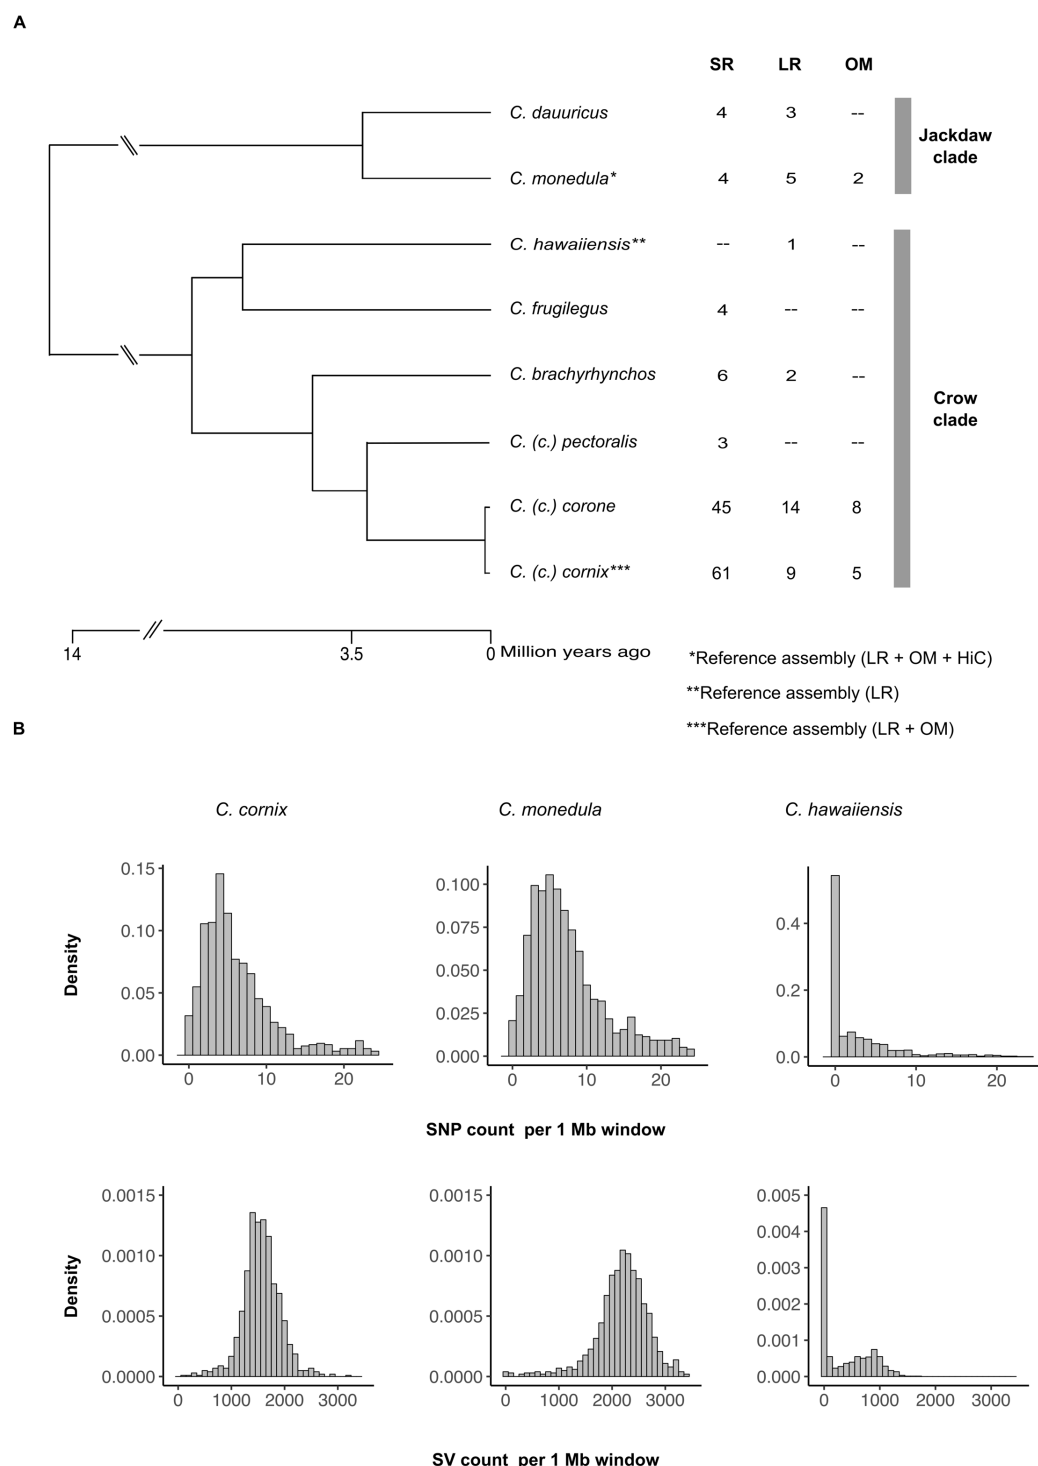 A
SR LR OM
C. dauuricus 4 3 --
Jackdaw
clade
C. monedula* 4 5 2
C. hawaiiensis** -- 1 --
C. frugilegus 4 -- --
C. brachyrhynchos 6 2 --
Crow
clade
C. (c.) pectoralis 3 -- --
C. (c.) corone 45 14 8
C. (c.) cornix*** 61 9 5
14 3.5 0 Million years ago
*Reference assembly (LR + OM + HiC)
**Reference assembly (LR)
***Reference assembly (LR + OM)
B
C. cornix C. monedula C. hawaiiensis
Density
0.15
0.10
0.05
0.00
0 10 20
0.100
0.075
0.050
0.025
0.000
0 10 20
0.4
0.2
0.0
0 10 20
SNP count per 1 Mb window
Density
0.0015
0.0010
0.0005
0.0000
0 1000 2000 3000
0.0015
0.0010
0.0005
0.0000
0 1000 2000 3000
0.005
0.004
0.003
0.002
0.001
0.000
0 1000 2000 3000
SV count per 1 Mb window